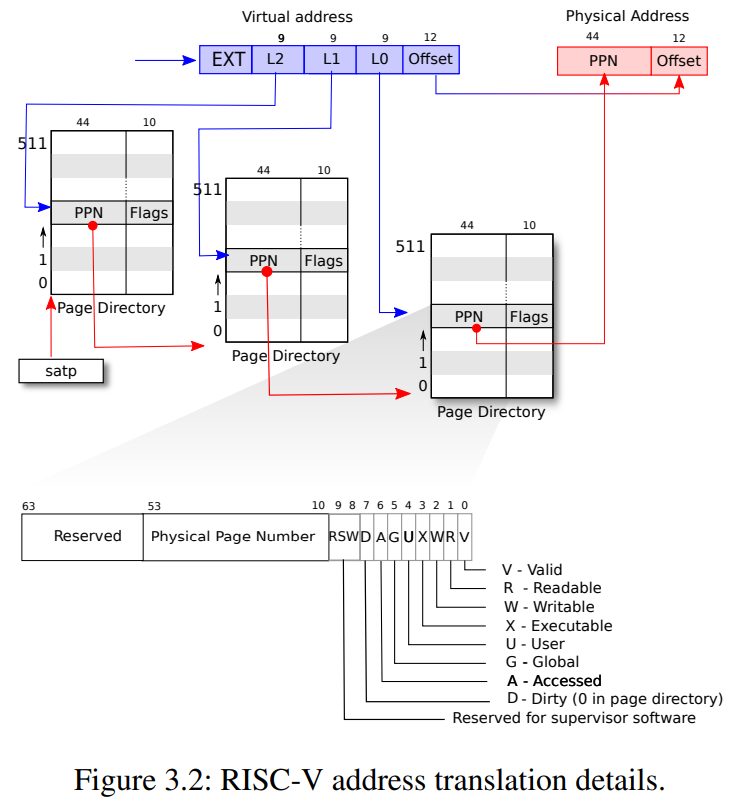 Virtual address
Physical Address
9 9 9 12
44 12
EXT L2 L1 L0 Offset
PPN Offset
44 10
511
PPN Flags
1
0
Page Directory
satp
44 10
511
PPN Flags
1
0
Page Directory
44 10
511
PPN Flags
1
0
Page Directory
63 53 10 9 8 7 6 5 4 3 2 1 0
Reserved Physical Page Number RSW D A G U X W R V
V - Valid
R - Readable
W - Writable
X - Executable
U - User
G - Global
A - Accessed
D - Dirty (0 in page directory)
Reserved for supervisor software
Figure 3.2: RISC-V address translation details.